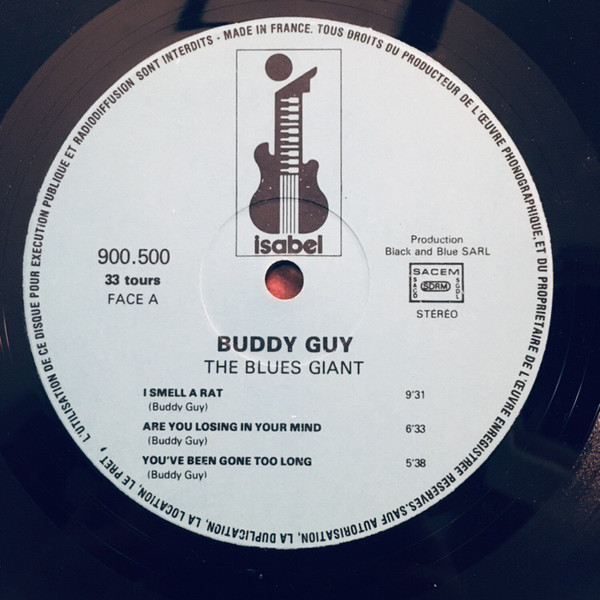 L'UTILISATION DE CE DISQUE POUR EXECUTION PUBLIQUE ET RADIODIFFUSION SONT INTERDITS - MADE IN FRANCE. TOUS DROITS DU PRODUCTEUR DE L'ŒUVRE PHONOGRAPHIQUE.ET DU PROPRIETAIRE DE L'ŒUVRE ENREGISTREE RESERVES.SAUF AUTORISATION, LA DUPLICATION, LA LOCATION, LE PRET,
isabel
900.500
33 tours
FACE A
Production
Black and Blue SARL
SACEM
SACD
SDRM
SGDL
STÉRÉO
BUDDY GUY
THE BLUES GIANT
I SMELL A RAT 9'31
(Buddy Guy)
ARE YOU LOSING IN YOUR MIND 6'33
(Buddy Guy)
YOU'VE BEEN GONE TOO LONG 5'38
(Buddy Guy)